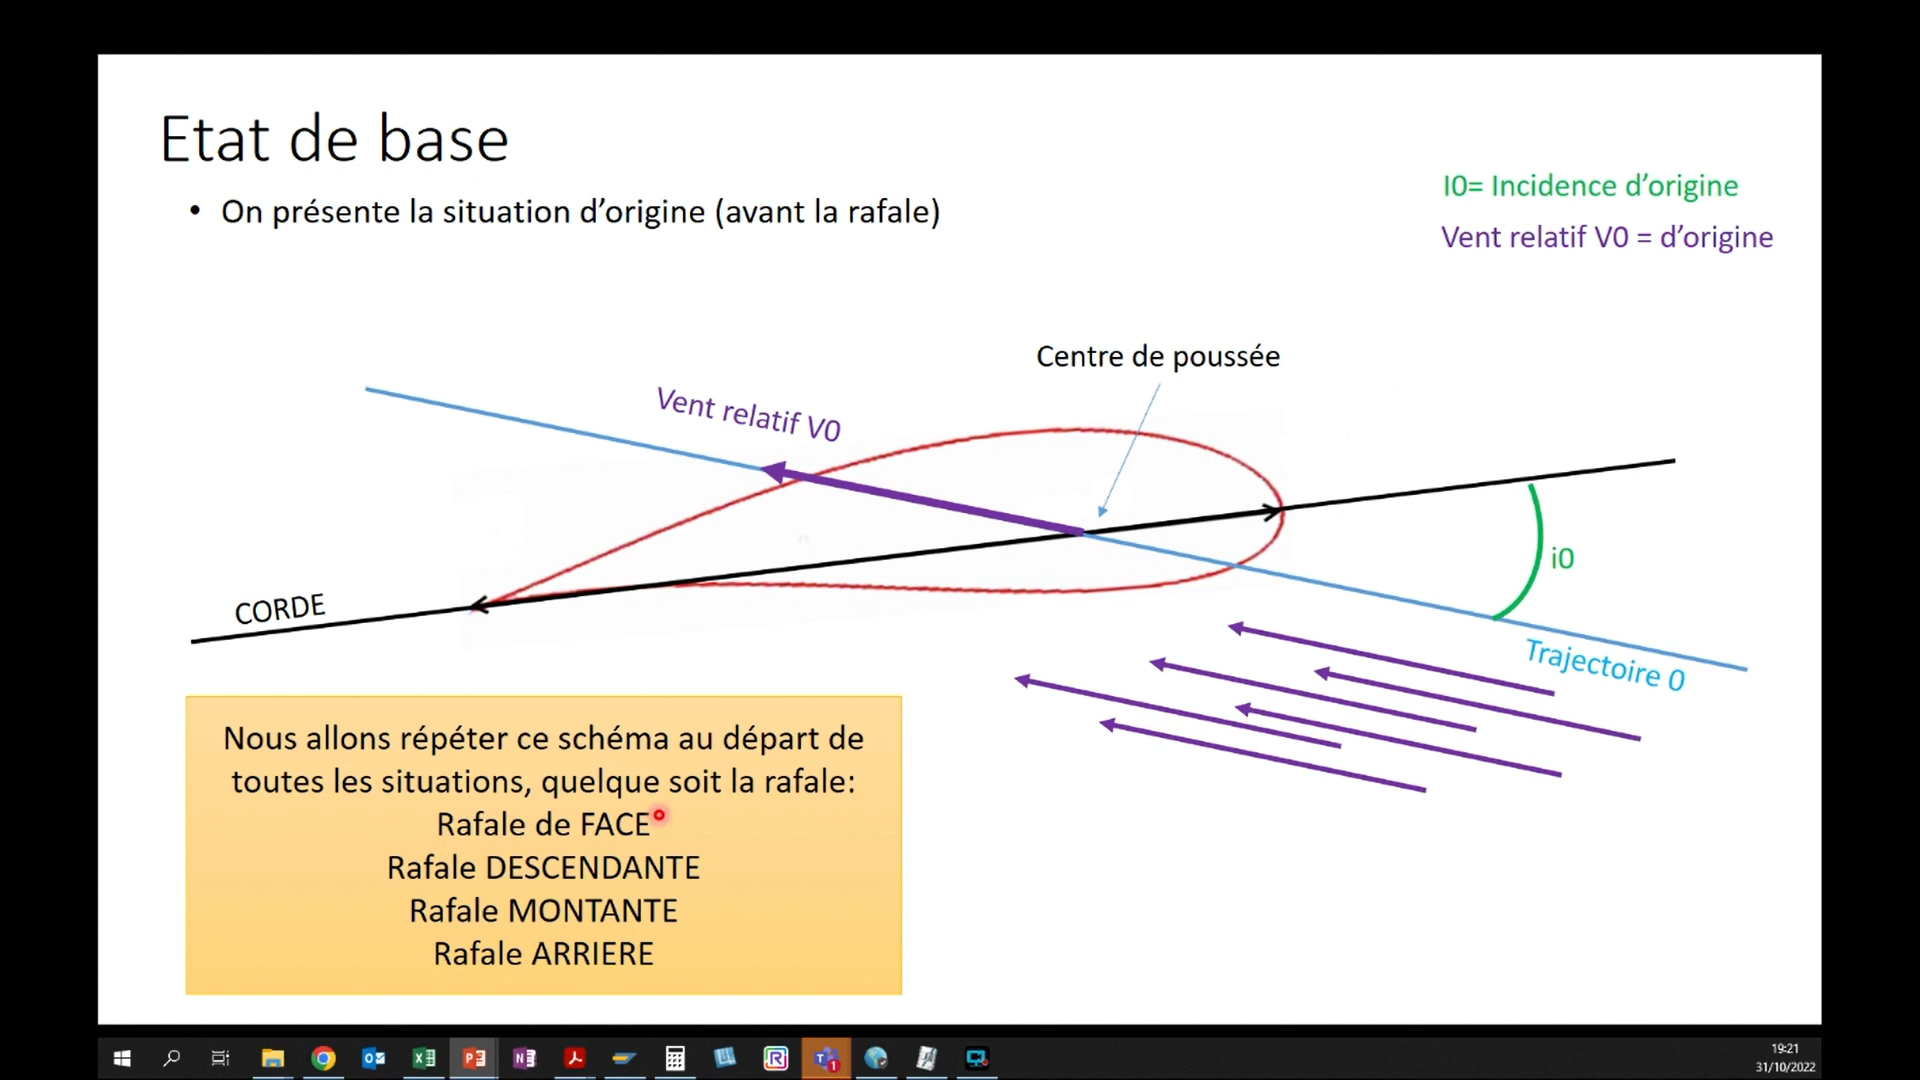 Etat de base
• On présente la situation d’origine (avant la rafale)
I0= Incidence d’origine
Vent relatif V0 = d’origine
Centre de poussée
Vent relatif V0
CORDE
i0
Trajectoire 0
Nous allons répéter ce schéma au départ de
toutes les situations, quelque soit la rafale:
Rafale de FACE
Rafale DESCENDANTE
Rafale MONTANTE
Rafale ARRIERE
19:21
31/10/2022